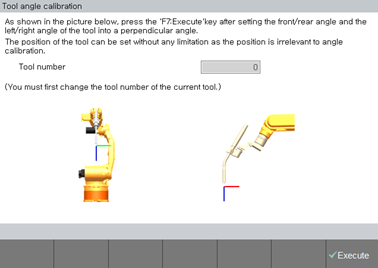 Tool angle calibration
As shown in the picture below, press the 'F7:Execute'key after setting the front/rear angle and the
left/right angle of the tool into a perpendicular angle.
The position of the tool can be set without any limitation as the position is irrelevant to angle
calibration.
Tool number 0
(You must first change the tool number of the current tool.)
Execute